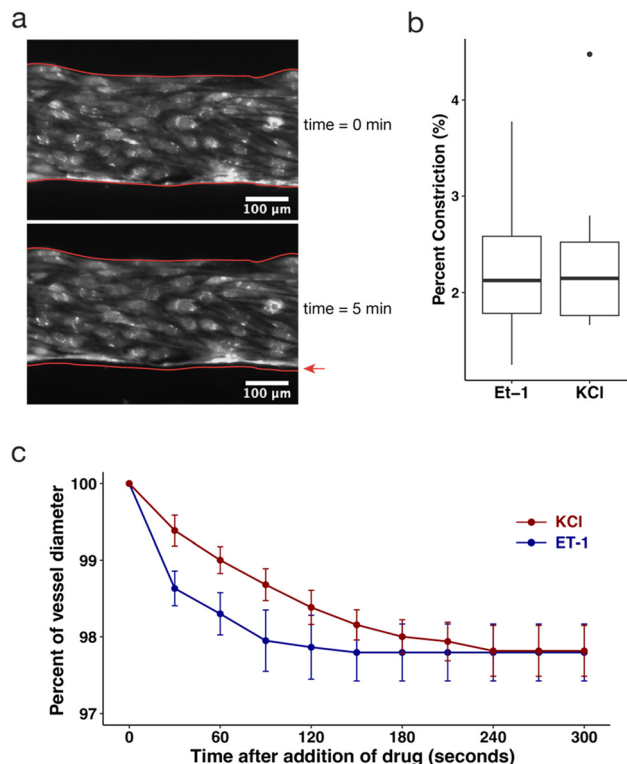 a
time = 0 min
100 µm
time = 5 min
100 µm
b
Percent Constriction (%)
4
3
2
Et−1
KCl
c
Percent of vessel diameter
100
99
98
97
KCl
ET-1
0
60
120
180
240
300
Time after addition of drug (seconds)